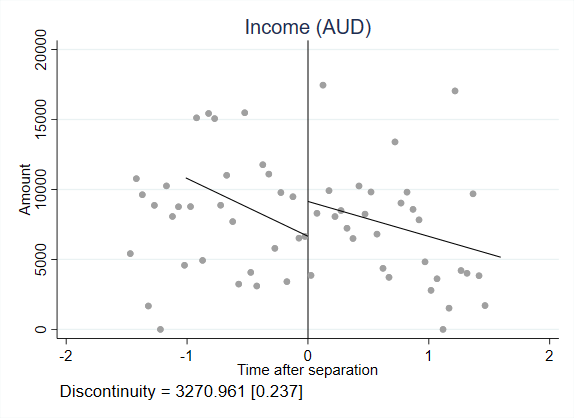 Income (AUD)
20000
15000
10000
5000
0
Amount
-2 -1 0 1 2
Time after separation
Discontinuity = 3270.961 [0.237]